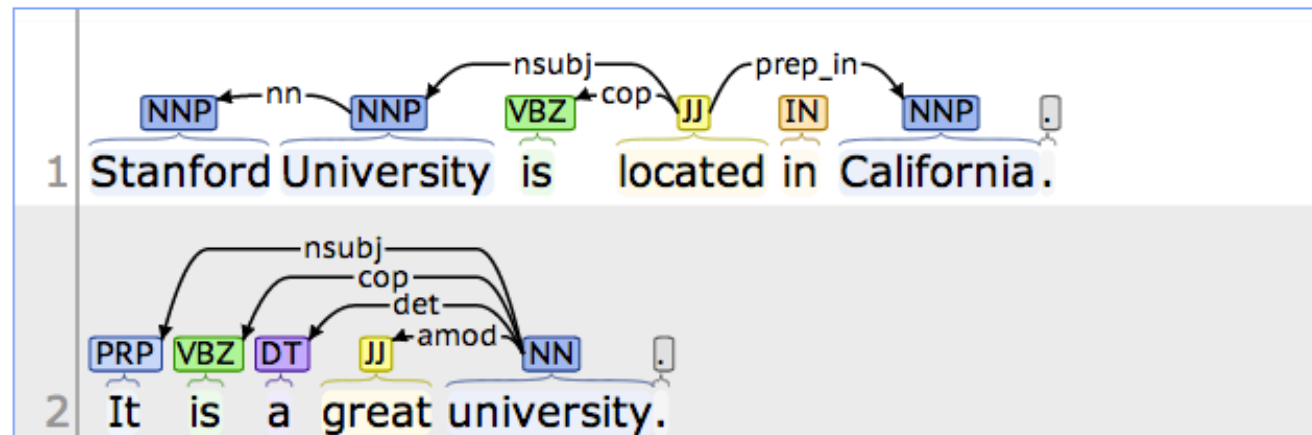 nsubj prep_in
nn cop
NNP NNP VBZ JJ IN NNP .
1 Stanford University is located in California.
nsubj
cop
det
amod
PRP VBZ DT JJ NN .
2 It is a great university.